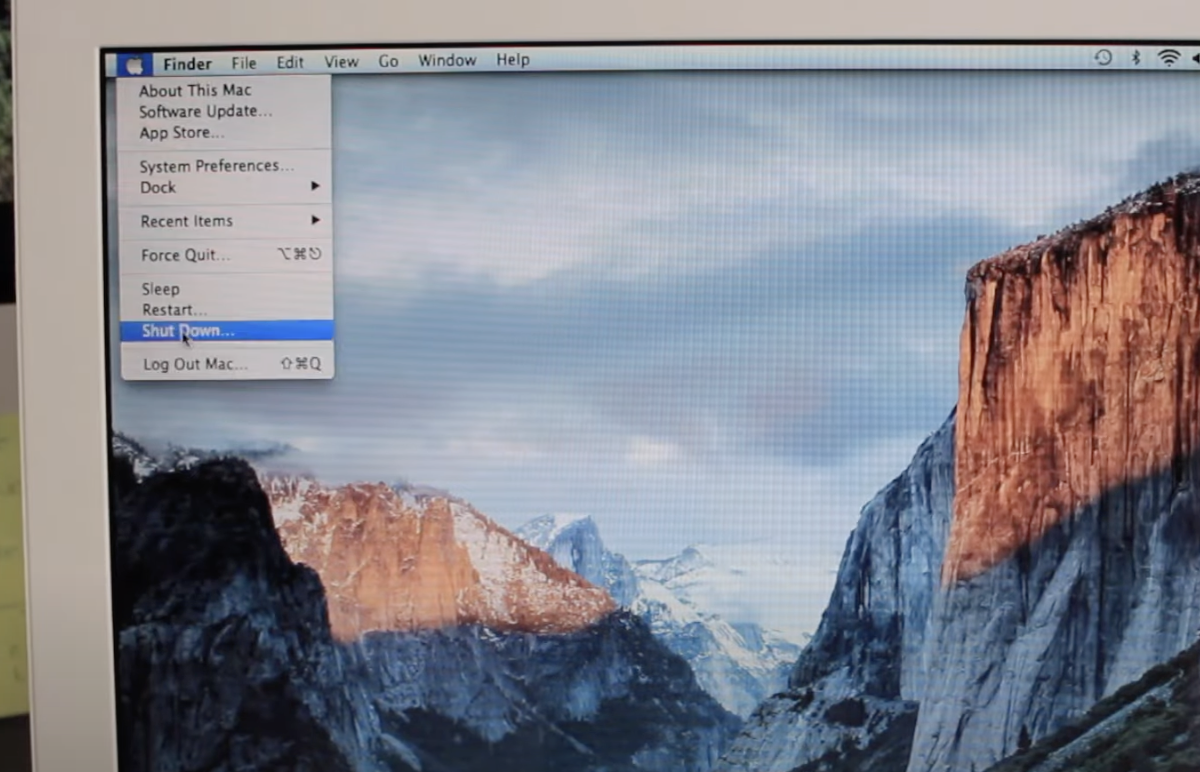 Finder File Edit View Go Window Help
About This Mac
Software Update...
App Store...
System Preferences...
Dock ▶
Recent Items ▶
Force Quit... ⌥⌘⎋
Sleep
Restart...
Shut Down...
Log Out Mac... ⇧⌘Q